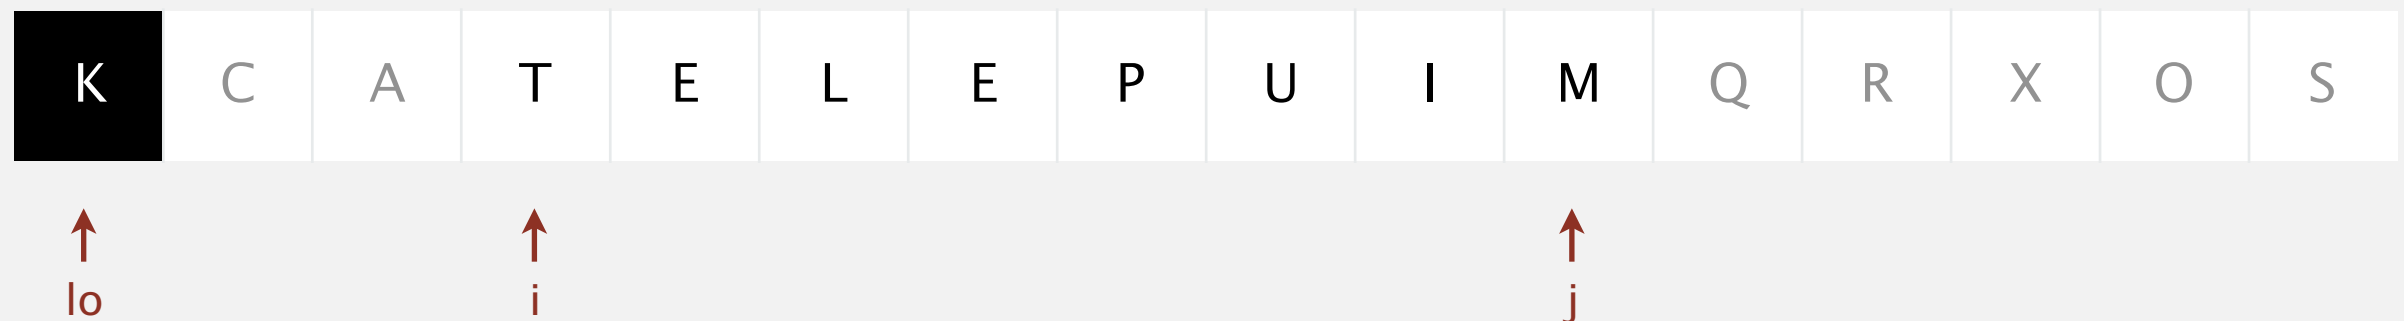 K C A T E L E P U I M Q R X O S
lo i j